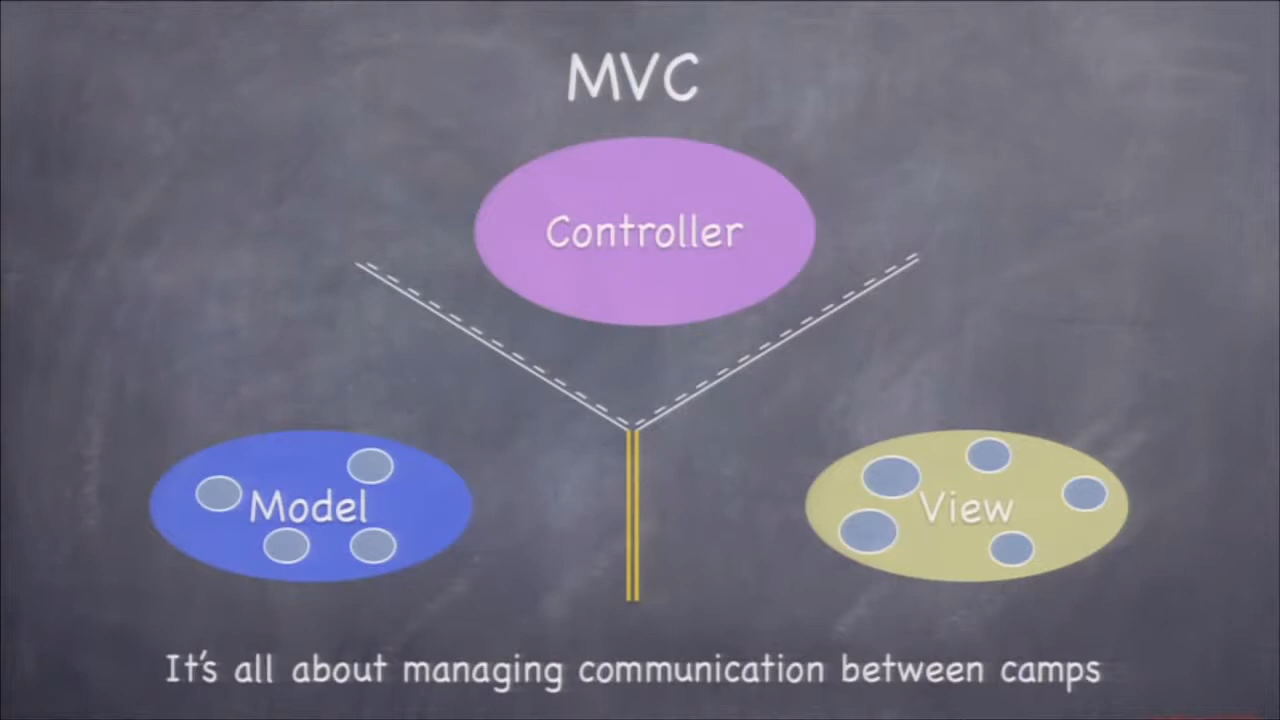 MVC
Controller
Model
View
It's all about managing communication between camps